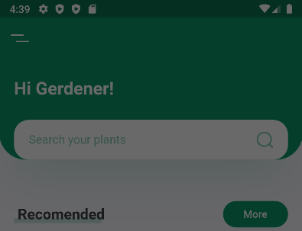 4:39
Hi Gerdener!
Search your plants
Recomended
More